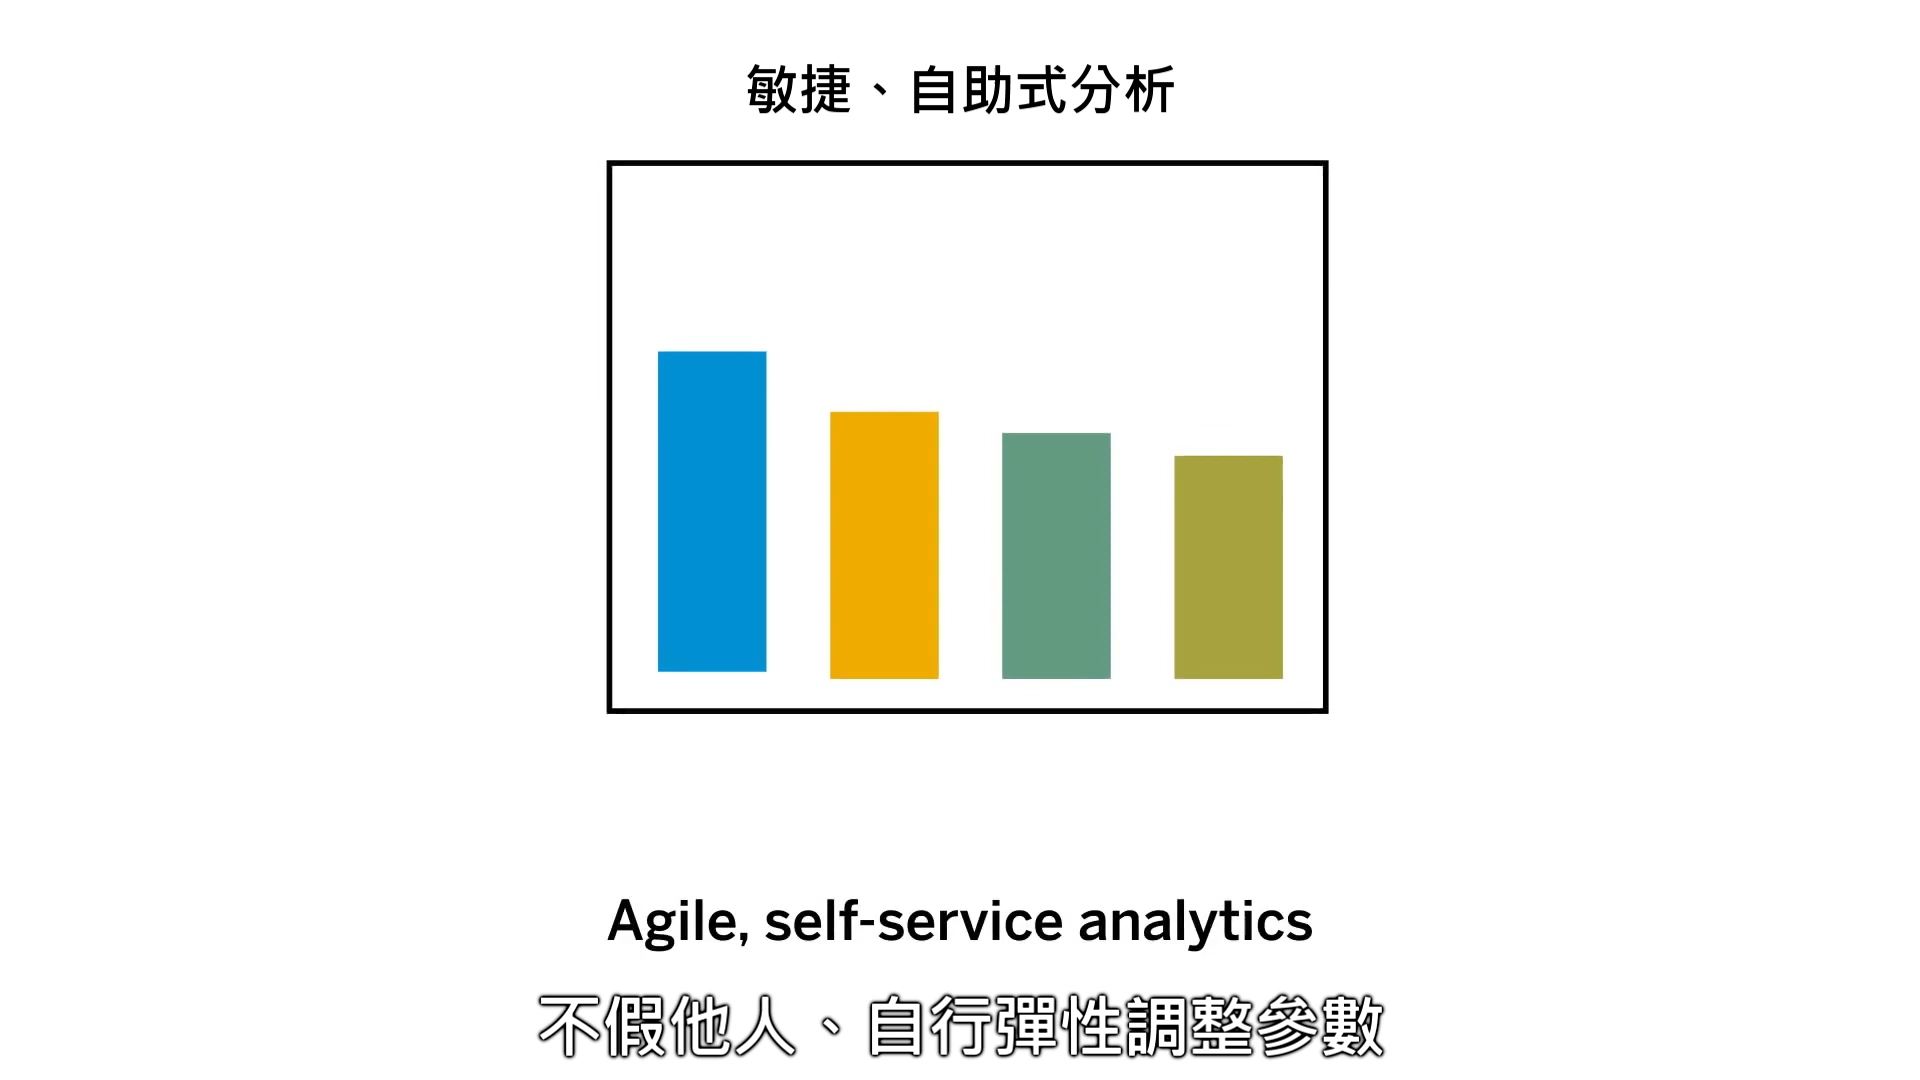 敏捷、自助式分析
Agile, self-service analytics
不假他人、自行彈性調整參數